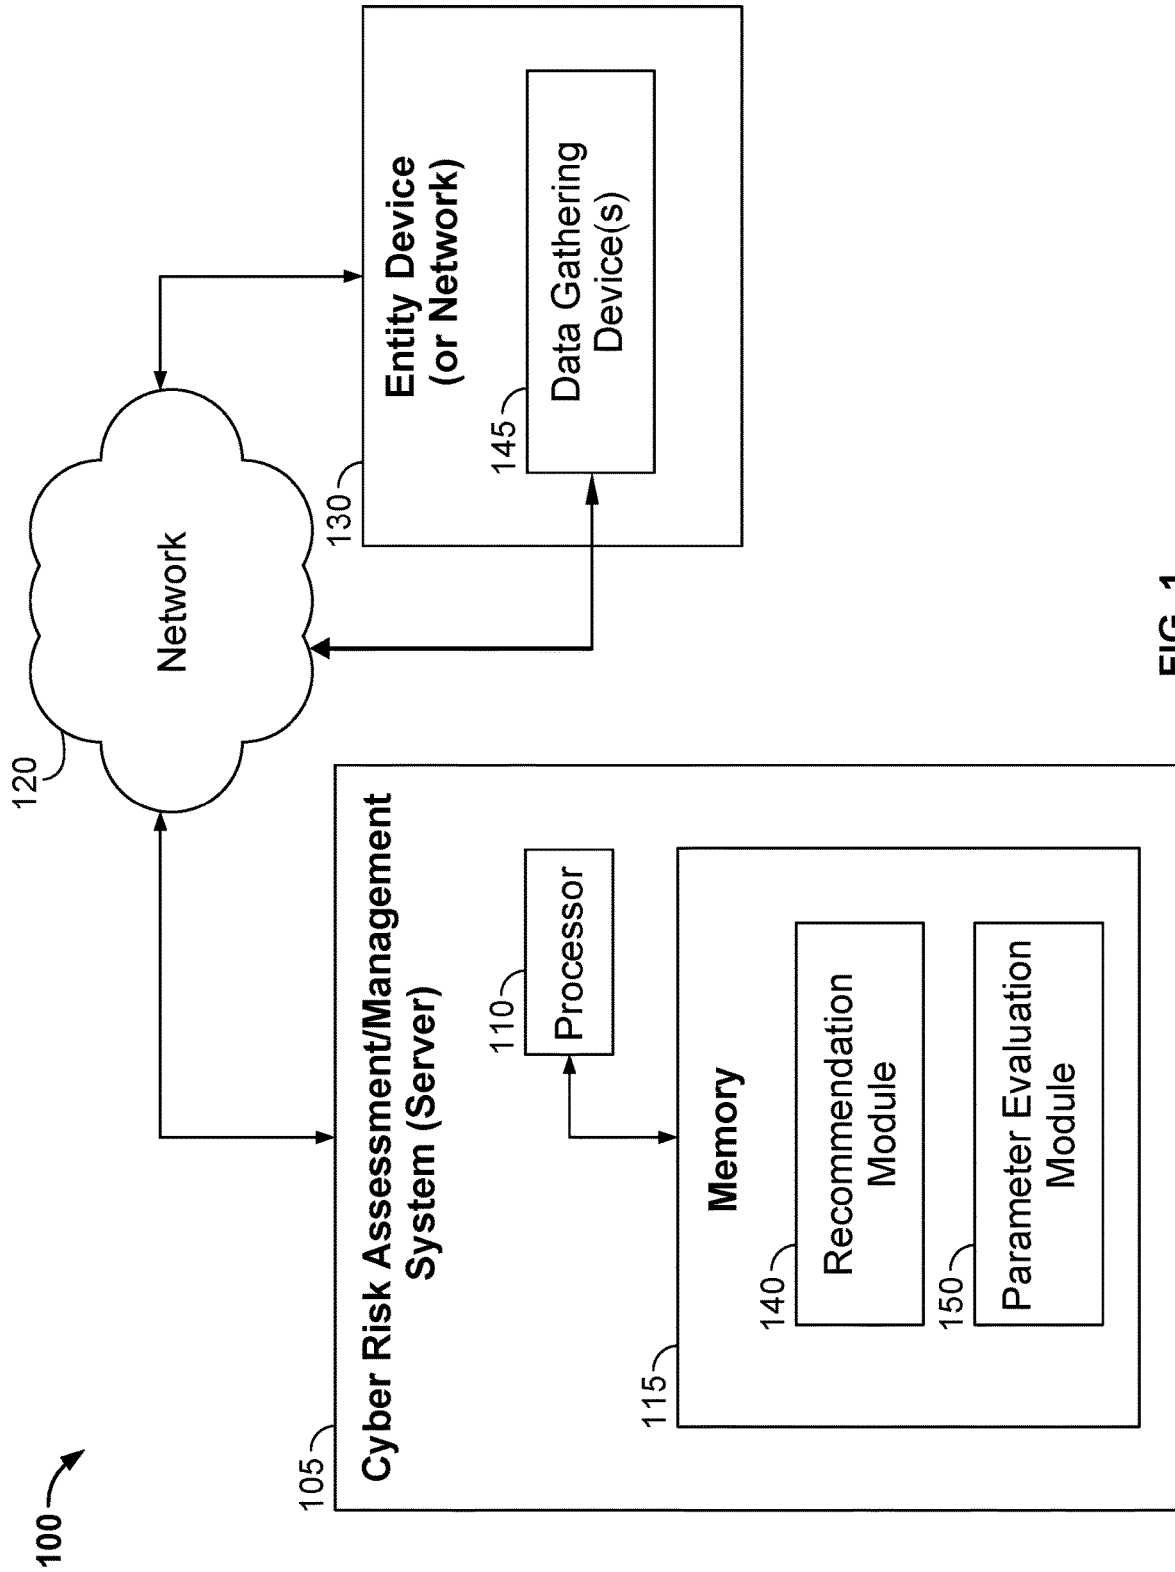 100
120
Network
105
Cyber Risk Assessment/Management
System (Server)
110
Processor
115
Memory
140
Recommendation
Module
150
Parameter Evaluation
Module
130
Entity Device
(or Network)
145
Data Gathering
Device(s)
FIG. 1